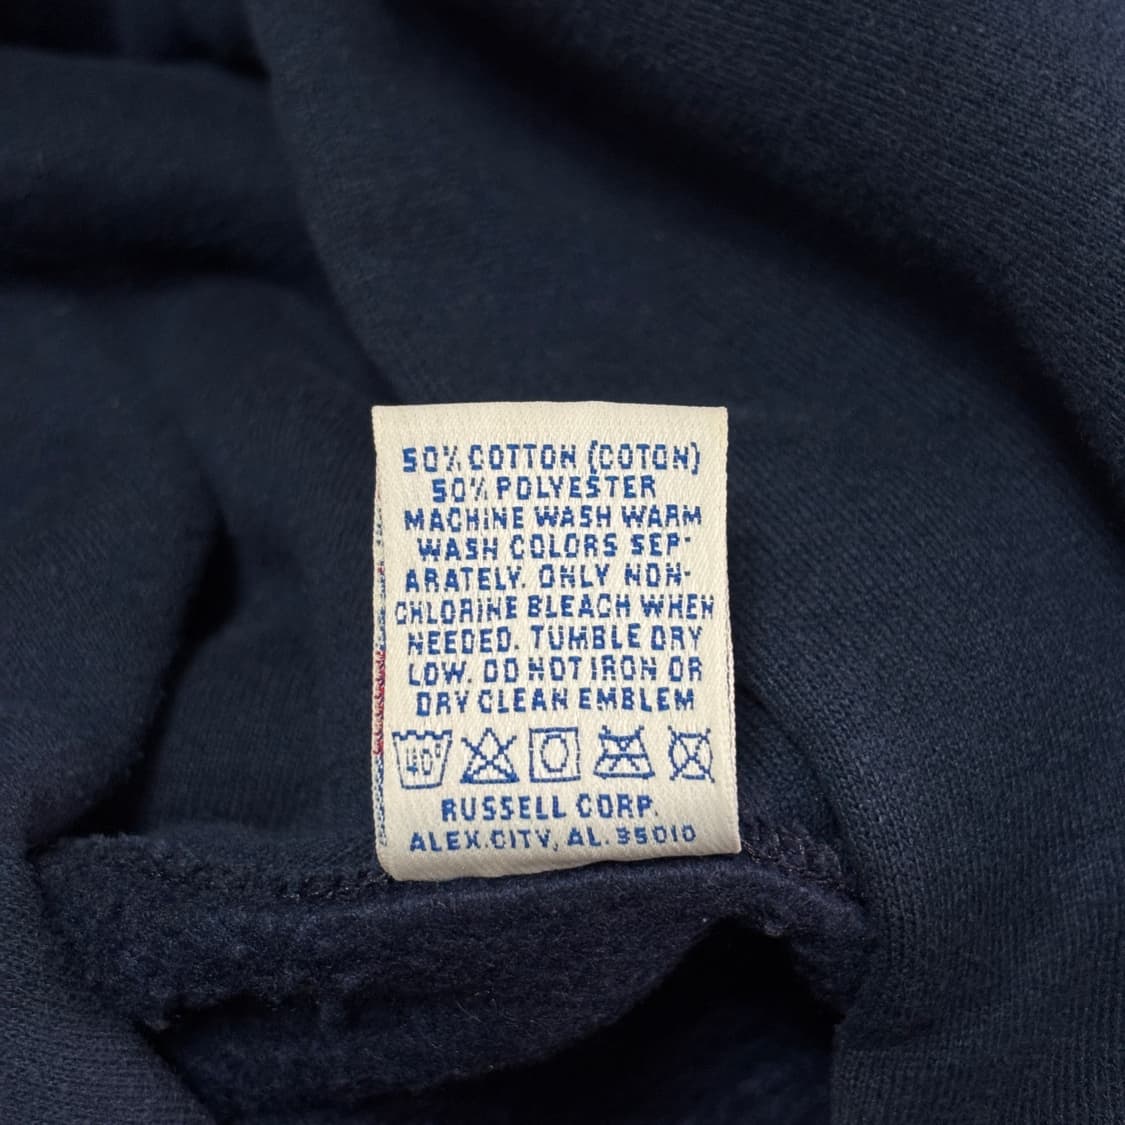 50% COTTON (COTON)
50% POLYESTER
MACHINE WASH WARM
WASH COLORS SEP-
ARATELY. ONLY NON-
CHLORINE BLEACH WHEN
NEEDED. TUMBLE DRY
LOW. DO NOT IRON OR
DRY CLEAN EMBLEM
40°
RUSSELL CORP.
ALEX.CITY, AL. 35010